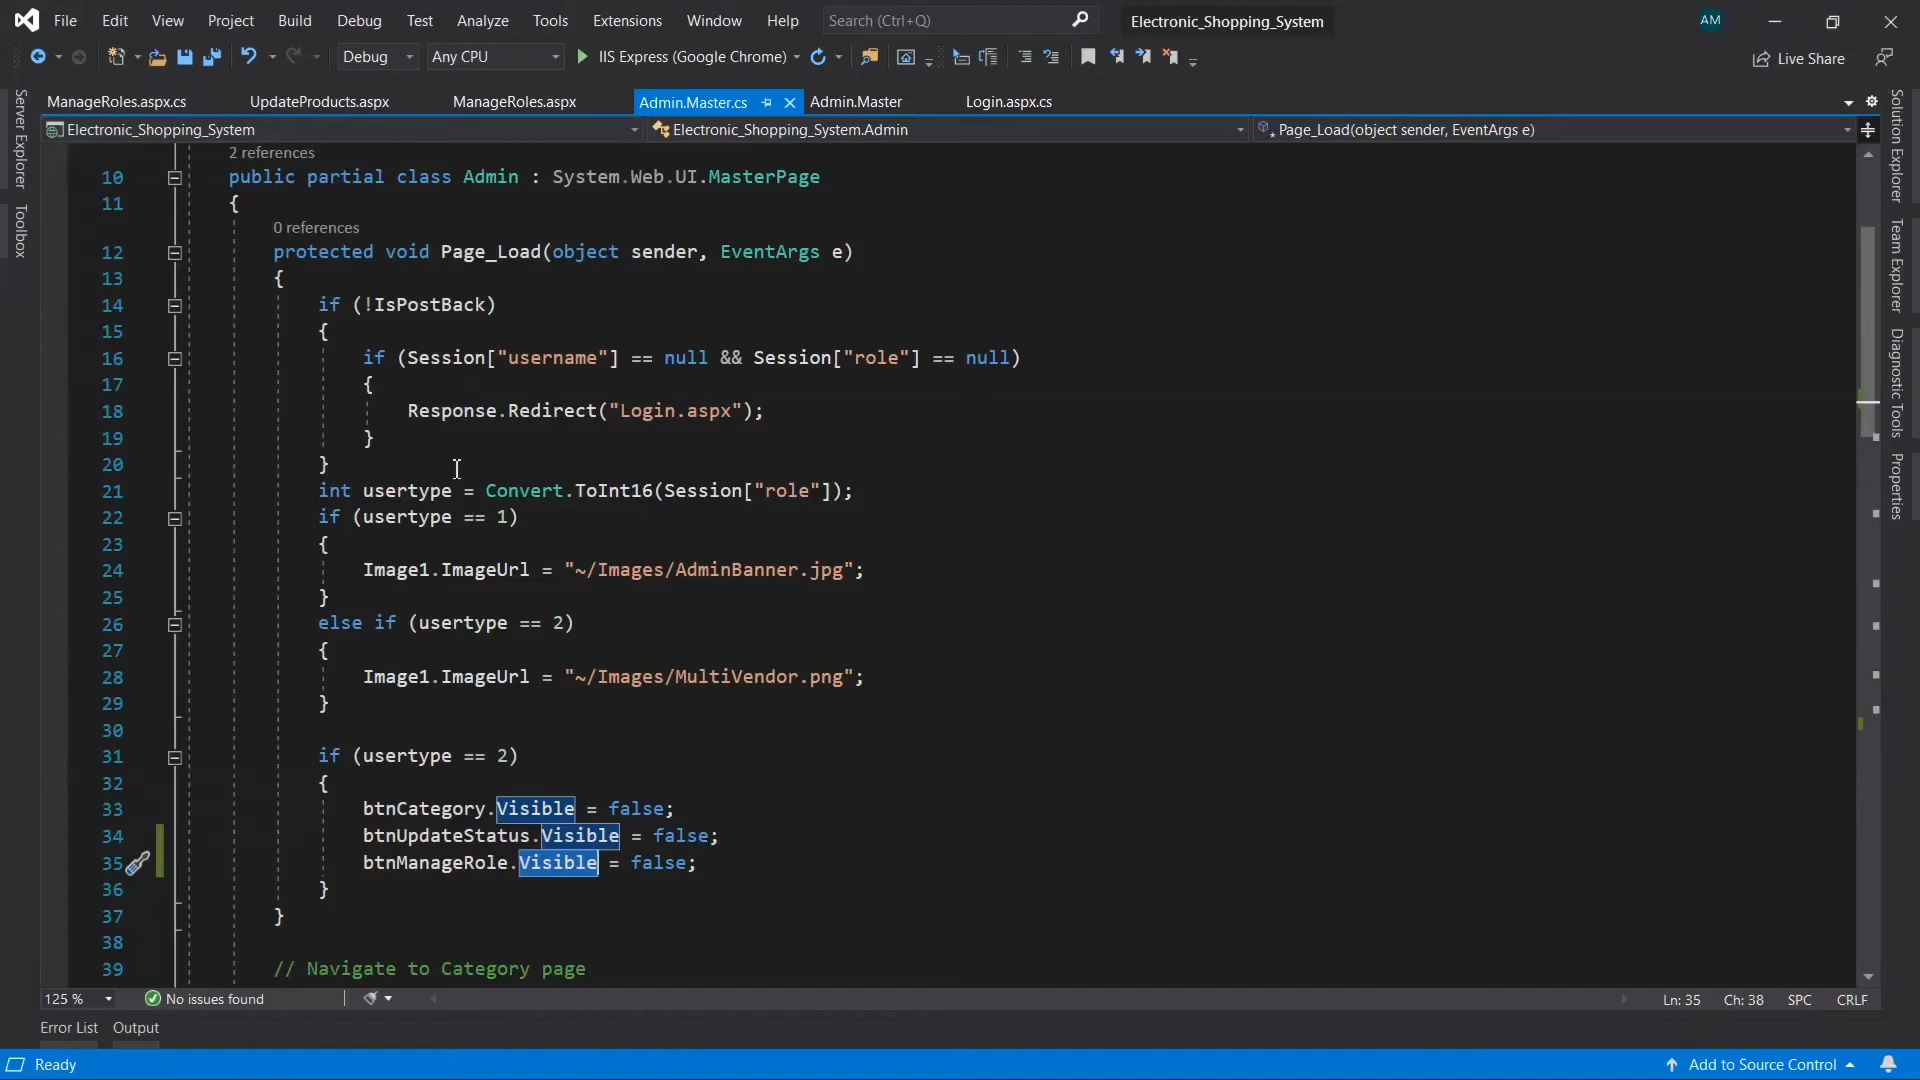 File Edit View Project Build Debug Test Analyze Tools Extensions Window Help Search (Ctrl+Q) Electronic_Shopping_System AM
Debug Any CPU IIS Express (Google Chrome) Live Share
ManageRoles.aspx.cs UpdateProducts.aspx ManageRoles.aspx Admin.Master.cs Admin.Master Login.aspx.cs
Electronic_Shopping_System Electronic_Shopping_System.Admin Page_Load(object sender, EventArgs e)
Server Explorer
Toolbox
2 references
10 public partial class Admin : System.Web.UI.MasterPage
11 {
0 references
12 protected void Page_Load(object sender, EventArgs e)
13 {
14 if (!IsPostBack)
15 {
16 if (Session["username"] == null && Session["role"] == null)
17 {
18 Response.Redirect("Login.aspx");
19 }
20 }
21 int usertype = Convert.ToInt16(Session["role"]);
22 if (usertype == 1)
23 {
24 Image1.ImageUrl = "~/Images/AdminBanner.jpg";
25 }
26 else if (usertype == 2)
27 {
28 Image1.ImageUrl = "~/Images/MultiVendor.png";
29 }
30
31 if (usertype == 2)
32 {
33 btnCategory.Visible = false;
34 btnUpdateStatus.Visible = false;
35 btnManageRole.Visible = false;
36 }
37 }
38
39 // Navigate to Category page
Solution Explorer
Team Explorer
Diagnostic Tools
Properties
125 % No issues found Ln: 35 Ch: 38 SPC CRLF
Error List Output
Ready Add to Source Control